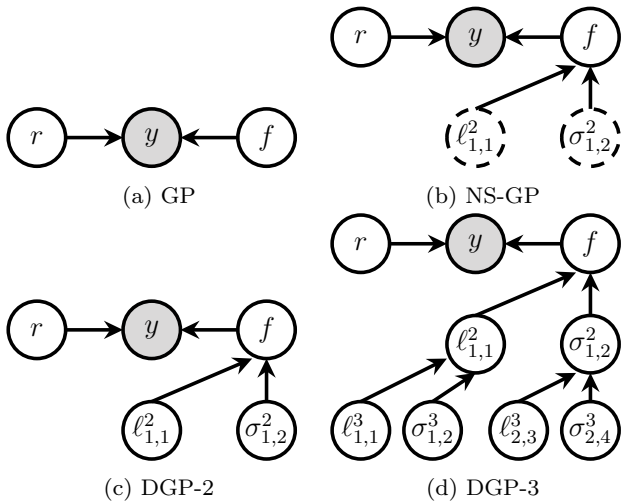 r y f
(a) GP
r y f
ℓ²₁,₁ σ²₁,₂
(b) NS-GP
r y f
ℓ²₁,₁ σ²₁,₂
(c) DGP-2
r y f
ℓ²₁,₁ σ²₁,₂
ℓ³₁,₁ σ³₁,₂ ℓ³₂,₃ σ³₂,₄
(d) DGP-3